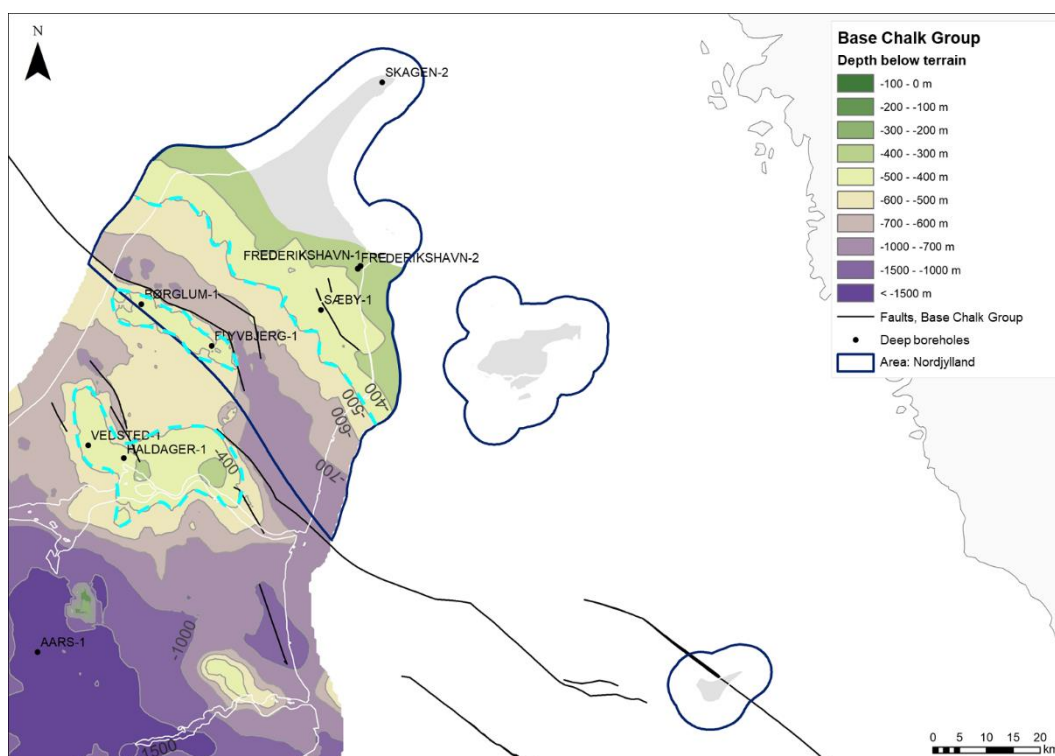 N
SKAGEN-2
FREDERIKSHAVN-1
FREDERIKSHAVN-2
BØRGLUM-1
SÆBY-1
FLYVBJERG-1
-400
-500
-600
-700
VEDSTED-1
HALDAGER-1
-400
AARS-1
-1000
1500
Base Chalk Group
Depth below terrain
-100 - 0 m
-200 - -100 m
-300 - -200 m
-400 - -300 m
-500 - -400 m
-600 - -500 m
-700 - -600 m
-1000 - -700 m
-1500 - -1000 m
< -1500 m
Faults, Base Chalk Group
Deep boreholes
Area: Nordjylland
0 5 10 15 20
km